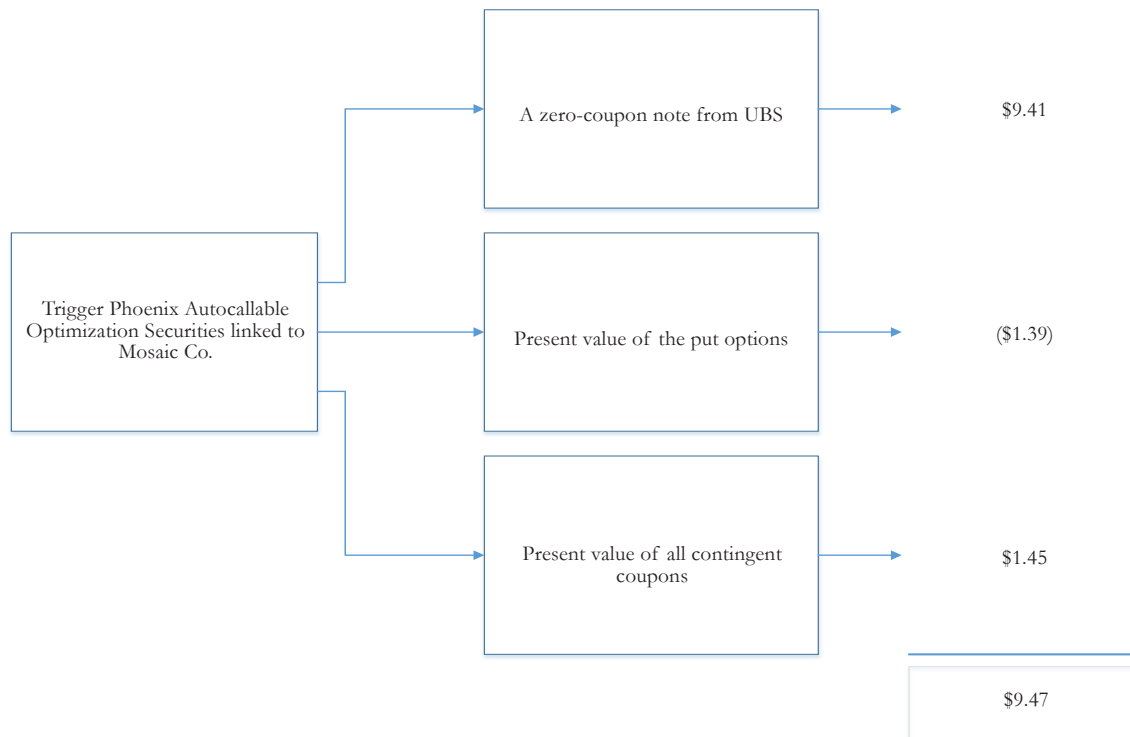 A zero-coupon note from UBS
$9.41
Trigger Phoenix Autocallable
Optimization Securities linked to
Mosaic Co.
Present value of the put options
($1.39)
Present value of all contingent
coupons
$1.45
$9.47